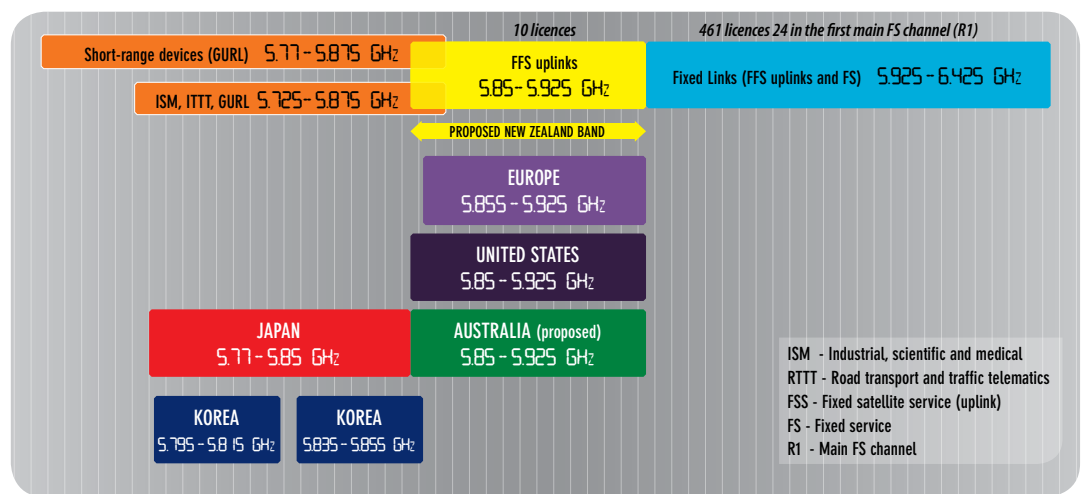 10 licences
461 licences 24 in the first main FS channel (R1)
Short-range devices (GURL) 5.77 - 5.875 GHz
FFS uplinks
5.85 - 5.925 GHz
Fixed Links (FFS uplinks and FS) 5.925 - 6.425 GHz
ISM, ITTT, GURL 5.725 - 5.875 GHz
PROPOSED NEW ZEALAND BAND
EUROPE
5.855 - 5.925 GHz
UNITED STATES
5.85 - 5.925 GHz
JAPAN
5.77 - 5.85 GHz
AUSTRALIA (proposed)
5.85 - 5.925 GHz
KOREA
5.795 - 5.815 GHz
KOREA
5.835 - 5.855 GHz
ISM - Industrial, scientific and medical
RTTT - Road transport and traffic telematics
FSS - Fixed satellite service (uplink)
FS - Fixed service
R1 - Main FS channel